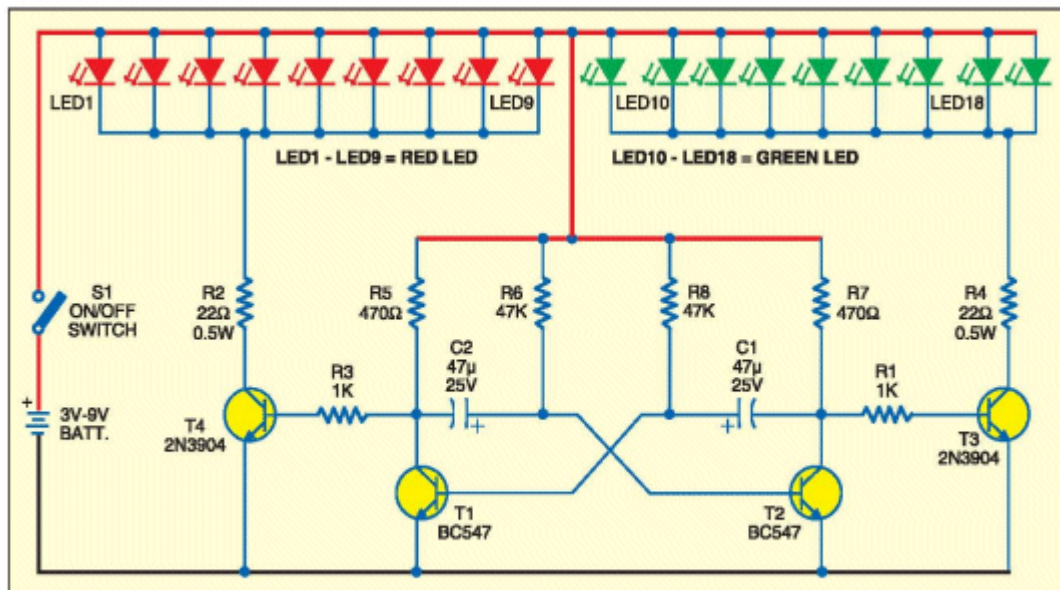 LED1
LED9
LED10
LED18
LED1 - LED9 = RED LED
LED10 - LED18 = GREEN LED
S1
ON/OFF
SWITCH
+
3V-9V
BATT.
R2
22Ω
0.5W
R5
470Ω
R6
47K
R8
47K
R7
470Ω
R4
22Ω
0.5W
R3
1K
C2
47µ
25V
+
C1
47µ
25V
+
R1
1K
T4
2N3904
T3
2N3904
T1
BC547
T2
BC547